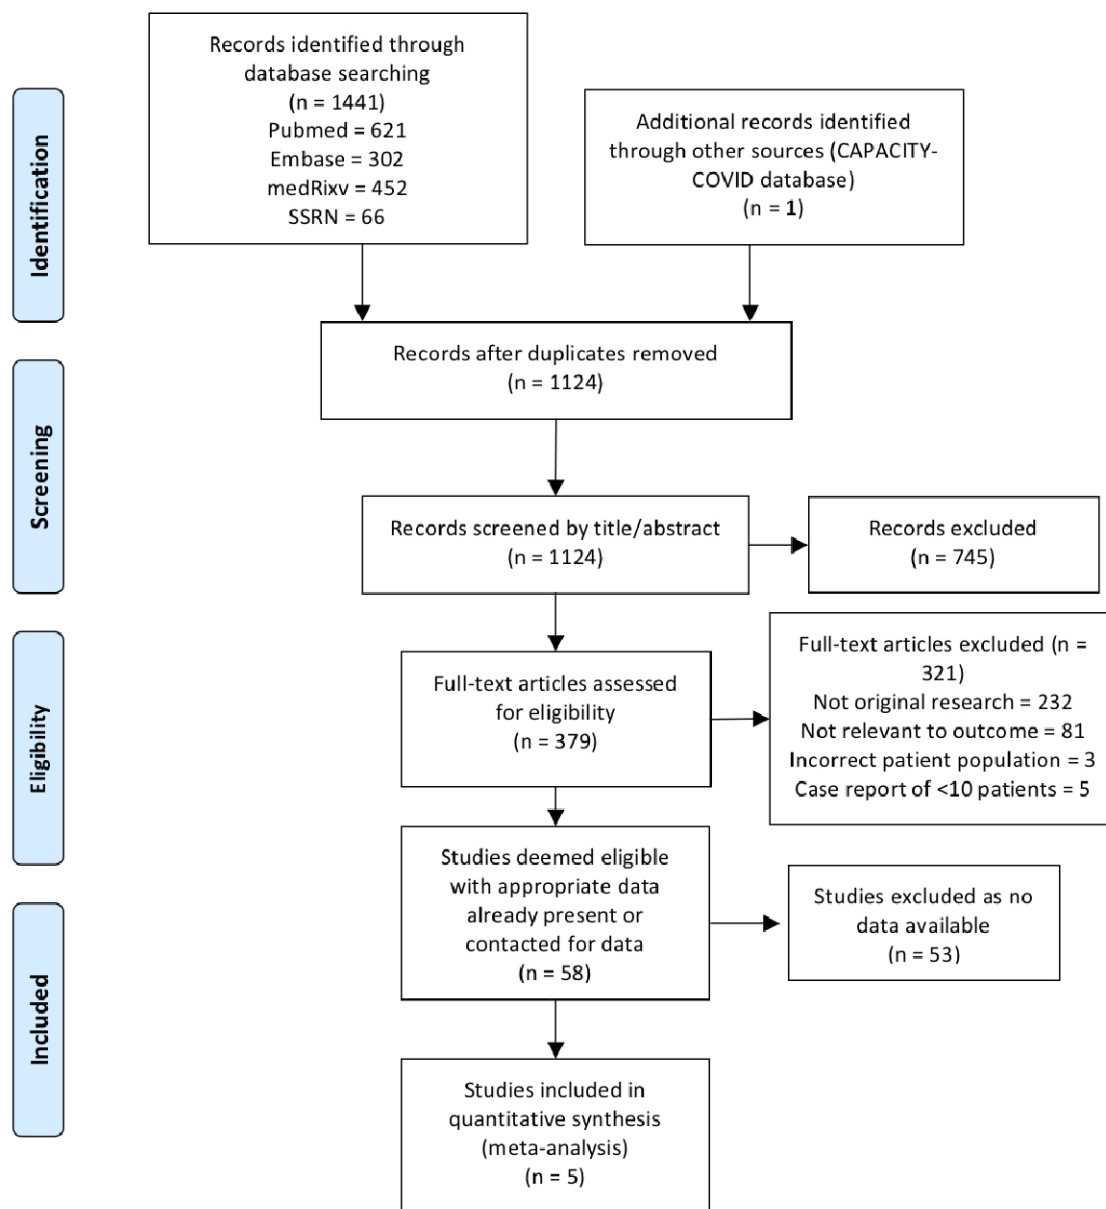 Records identified through
database searching
(n = 1441)
Pubmed = 621
Embase = 302
medRixv = 452
SSRN = 66
Additional records identified
through other sources (CAPACITY-
COVID database)
(n = 1)
Identification
Records after duplicates removed
(n = 1124)
Screening
Records screened by title/abstract
(n = 1124)
Records excluded
(n = 745)
Eligibility
Full-text articles assessed
for eligibility
(n = 379)
Full-text articles excluded (n =
321)
Not original research = 232
Not relevant to outcome = 81
Incorrect patient population = 3
Case report of <10 patients = 5
Studies deemed eligible
with appropriate data
already present or
contacted for data
(n = 58)
Studies excluded as no
data available
(n = 53)
Included
Studies included in
quantitative synthesis
(meta-analysis)
(n = 5)